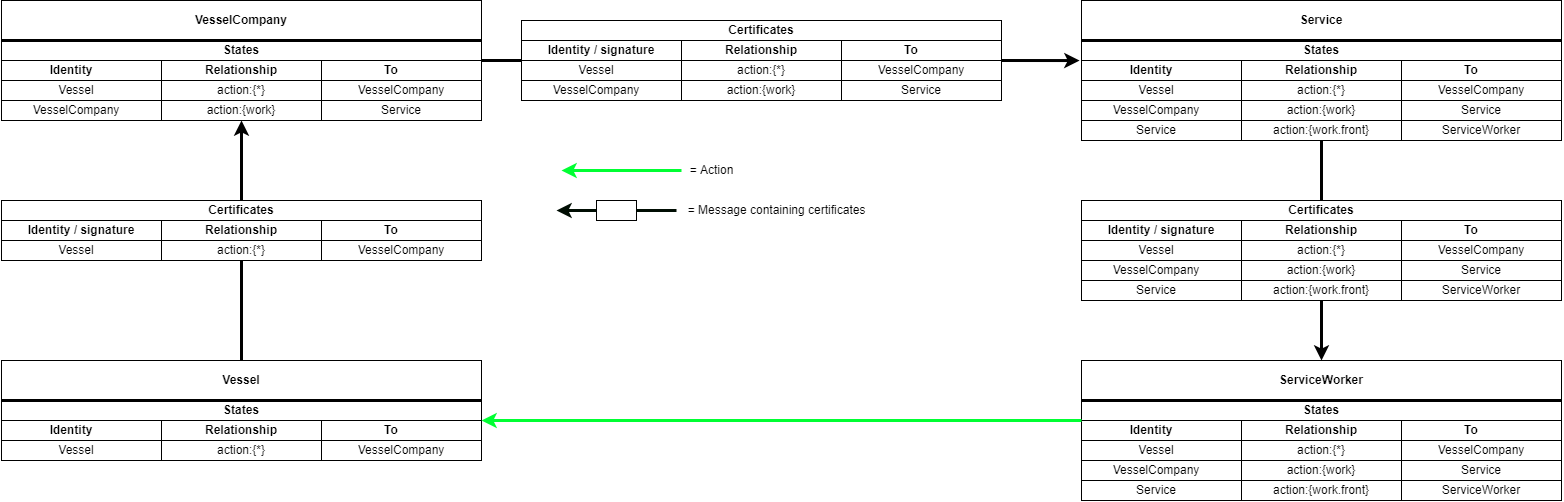 VesselCompany
States
Identity Relationship To
Vessel action:{*} VesselCompany
VesselCompany action:{work} Service
Certificates
Identity / signature Relationship To
Vessel action:{*} VesselCompany
VesselCompany action:{work} Service
Service
States
Identity Relationship To
Vessel action:{*} VesselCompany
VesselCompany action:{work} Service
Service action:{work.front} ServiceWorker
= Action
= Message containing certificates
Certificates
Identity / signature Relationship To
Vessel action:{*} VesselCompany
Certificates
Identity / signature Relationship To
Vessel action:{*} VesselCompany
VesselCompany action:{work} Service
Service action:{work.front} ServiceWorker
Vessel
States
Identity Relationship To
Vessel action:{*} VesselCompany
ServiceWorker
States
Identity Relationship To
Vessel action:{*} VesselCompany
VesselCompany action:{work} Service
Service action:{work.front} ServiceWorker